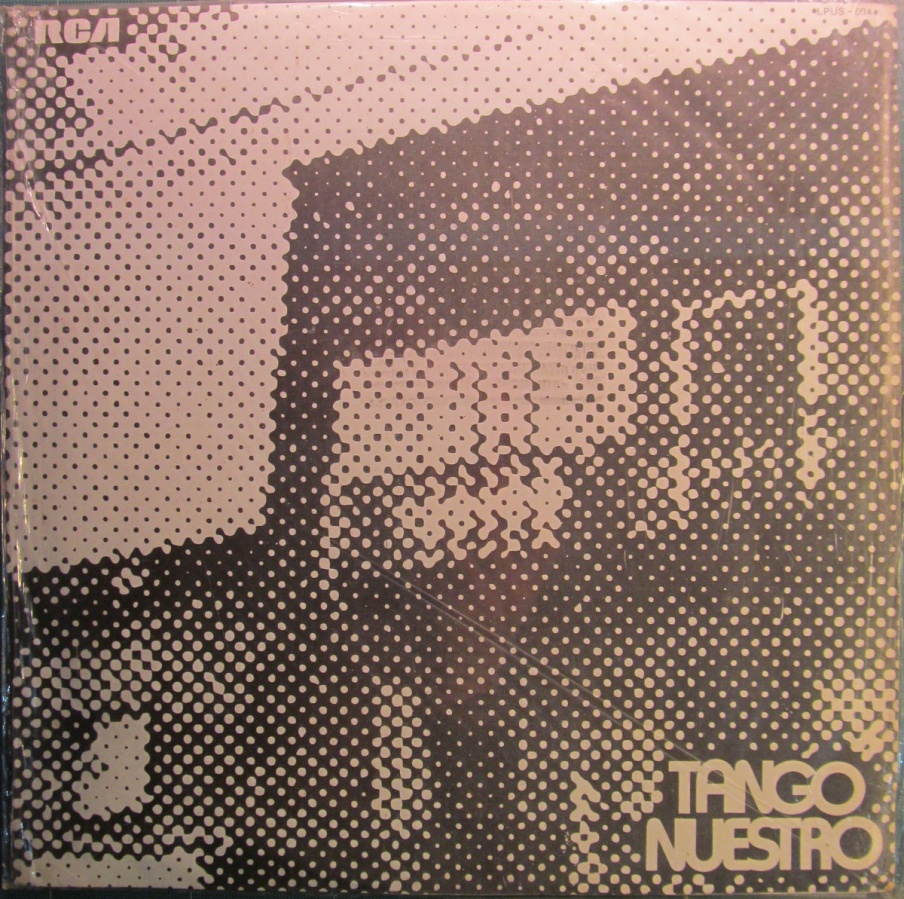 RCA
•LPUS-004•
TANGO
NUESTRO